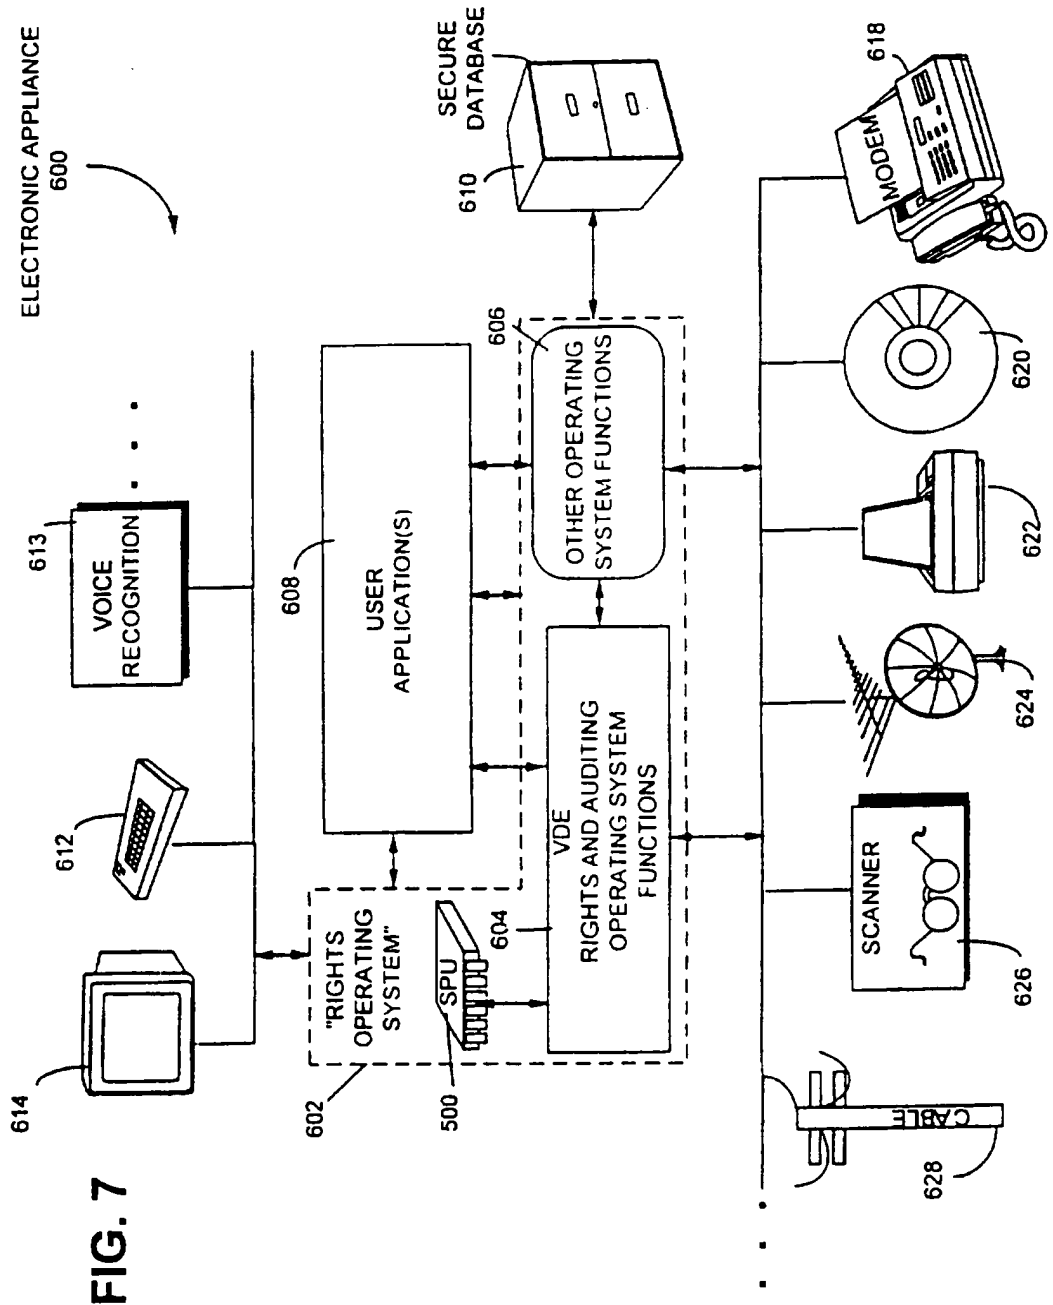 FIG. 7
ELECTRONIC APPLIANCE
600
614
612
613
VOICE
RECOGNITION
602
"RIGHTS
OPERATING
SYSTEM"
608
USER
APPLICATION(S)
SECURE
DATABASE
610
500
SPU
604
VDE
RIGHTS AND AUDITING
OPERATING SYSTEM
FUNCTIONS
606
OTHER OPERATING
SYSTEM FUNCTIONS
628
CABLE
626
SCANNER
624
622
620
618
MODEM